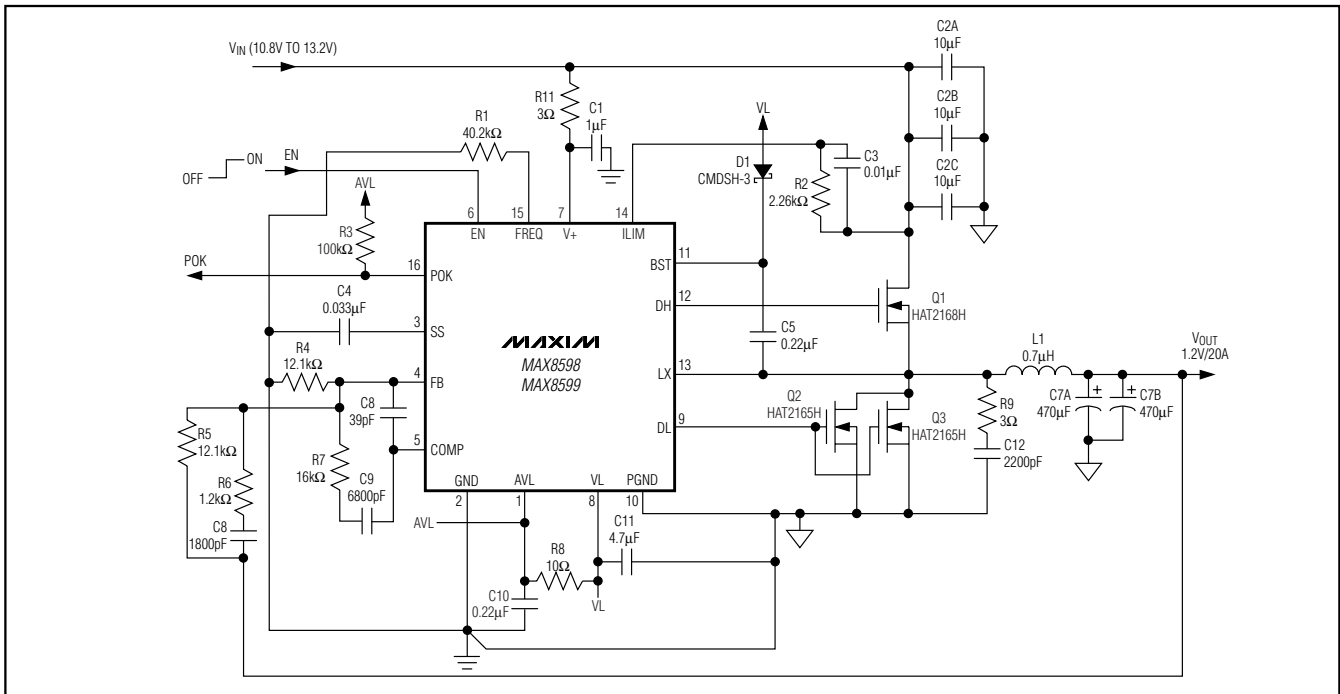 VIN (10.8V TO 13.2V)
C2A
10µF
C2B
10µF
C2C
10µF
R11
3Ω
C1
1µF
R1
40.2kΩ
VL
D1
CMDSH-3
C3
0.01µF
R2
2.26kΩ
OFF
ON
EN
AVL
R3
100kΩ
6
15
7
14
EN
FREQ
V+
ILIM
POK
16
POK
11
BST
12
DH
Q1
HAT2168H
C4
0.033µF
3
SS
MAXIM
MAX8598
MAX8599
C5
0.22µF
R4
12.1kΩ
4
FB
13
LX
L1
0.7µH
VOUT
1.2V/20A
C7A
470µF
C7B
470µF
+
+
Q2
HAT2165H
Q3
HAT2165H
R9
3Ω
C8
39pF
9
DL
R5
12.1kΩ
5
COMP
R7
16kΩ
C9
6800pF
C12
2200pF
R6
1.2kΩ
C8
1800pF
GND
AVL
VL
PGND
2
1
8
10
AVL
C11
4.7µF
R8
10Ω
VL
C10
0.22µF